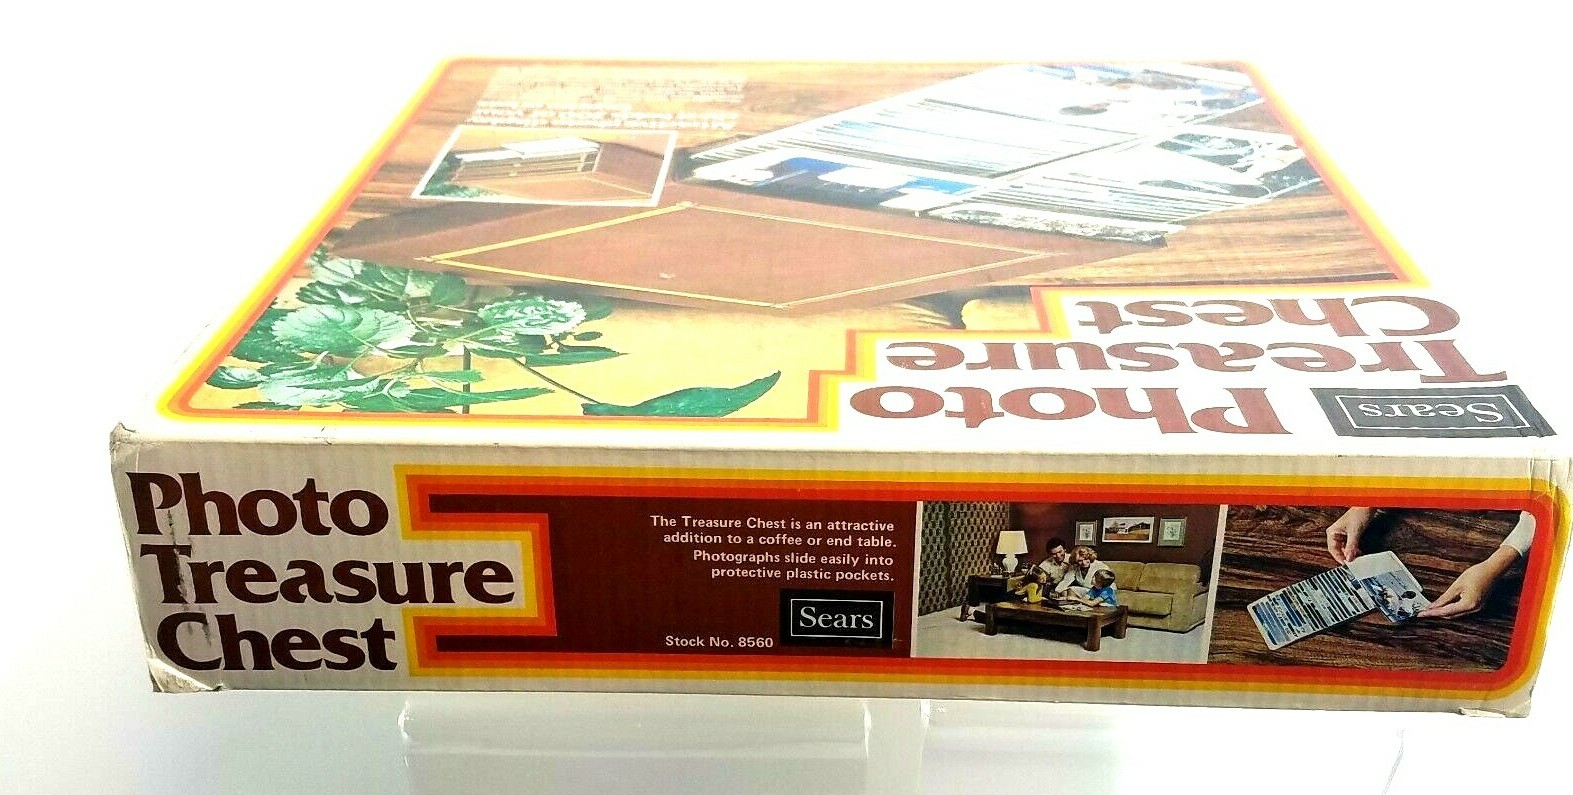 Photo
Treasure
Chest
Sears
Photo
Treasure
Chest
The Treasure Chest is an attractive
addition to a coffee or end table.
Photographs slide easily into
protective plastic pockets.
Stock No. 8560
Sears